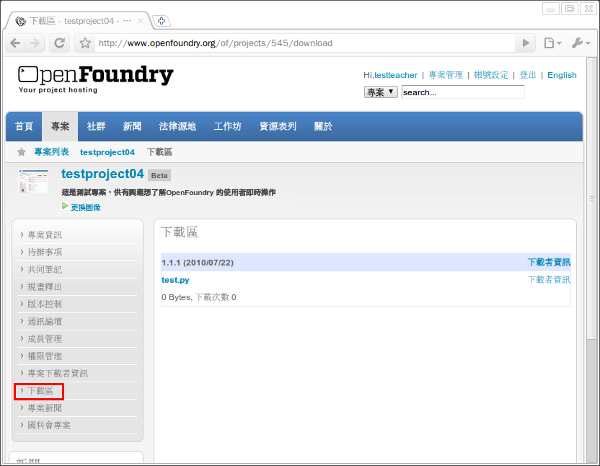 下載區 - testproject04 - ...
http://www.openfoundry.org/of/projects/545/download
OpenFoundry
Your project hosting
Hi,testteacher | 專案管理 | 帳號設定 | 登出 | English
專案 search...
首頁 專案 社群 新聞 法律源地 工作坊 資源表列 關於
專案列表 testproject04 下載區
testproject04 Beta
這是測試專案，供有興趣想了解OpenFoundry 的使用者即時操作
更換圖像
專案資訊
待辦事項
共同筆記
規畫釋出
版本控制
通訊論壇
成員管理
權限管理
專案下載者資訊
下載區
專案新聞
國科會專案
下載區
1.1.1 (2010/07/22) 下載者資訊
test.py 下載者資訊
0 Bytes, 下載次數 0